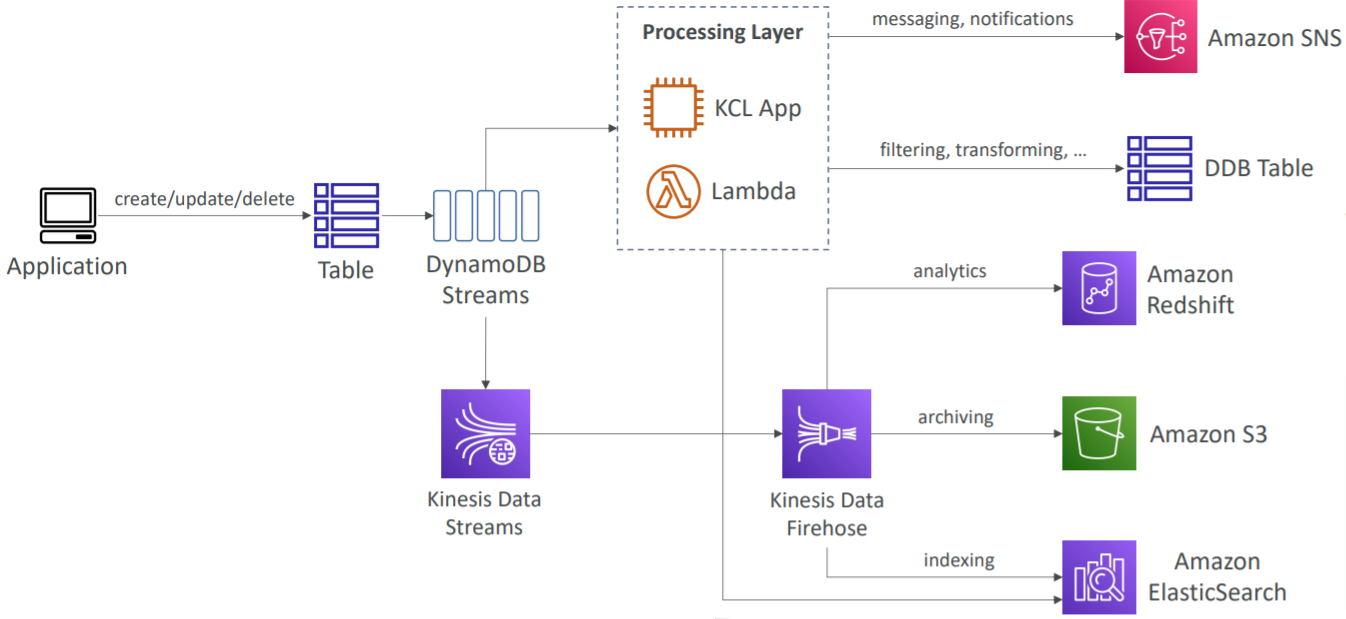 Processing Layer
KCL App
Lambda
messaging, notifications
Amazon SNS
filtering, transforming, ...
DDB Table
create/update/delete
Application
Table
DynamoDB
Streams
analytics
Amazon
Redshift
archiving
Amazon S3
Kinesis Data
Streams
Kinesis Data
Firehose
indexing
Amazon
ElasticSearch